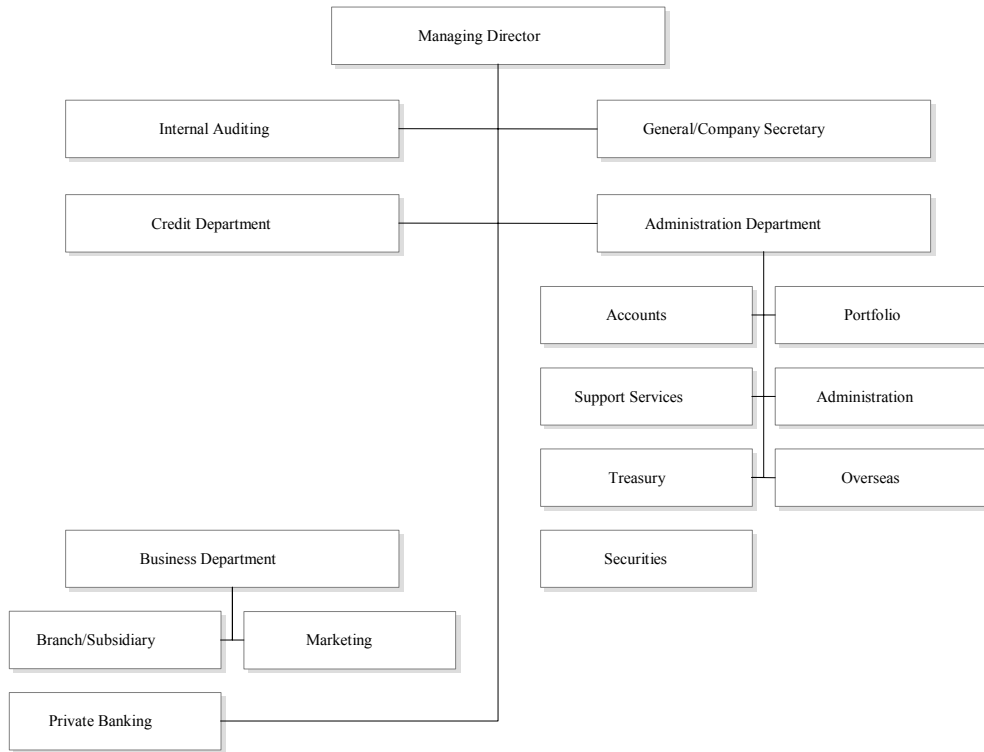 Managing Director
Internal Auditing
General/Company Secretary
Credit Department
Administration Department
Accounts
Portfolio
Support Services
Administration
Treasury
Overseas
Business Department
Securities
Branch/Subsidiary
Marketing
Private Banking